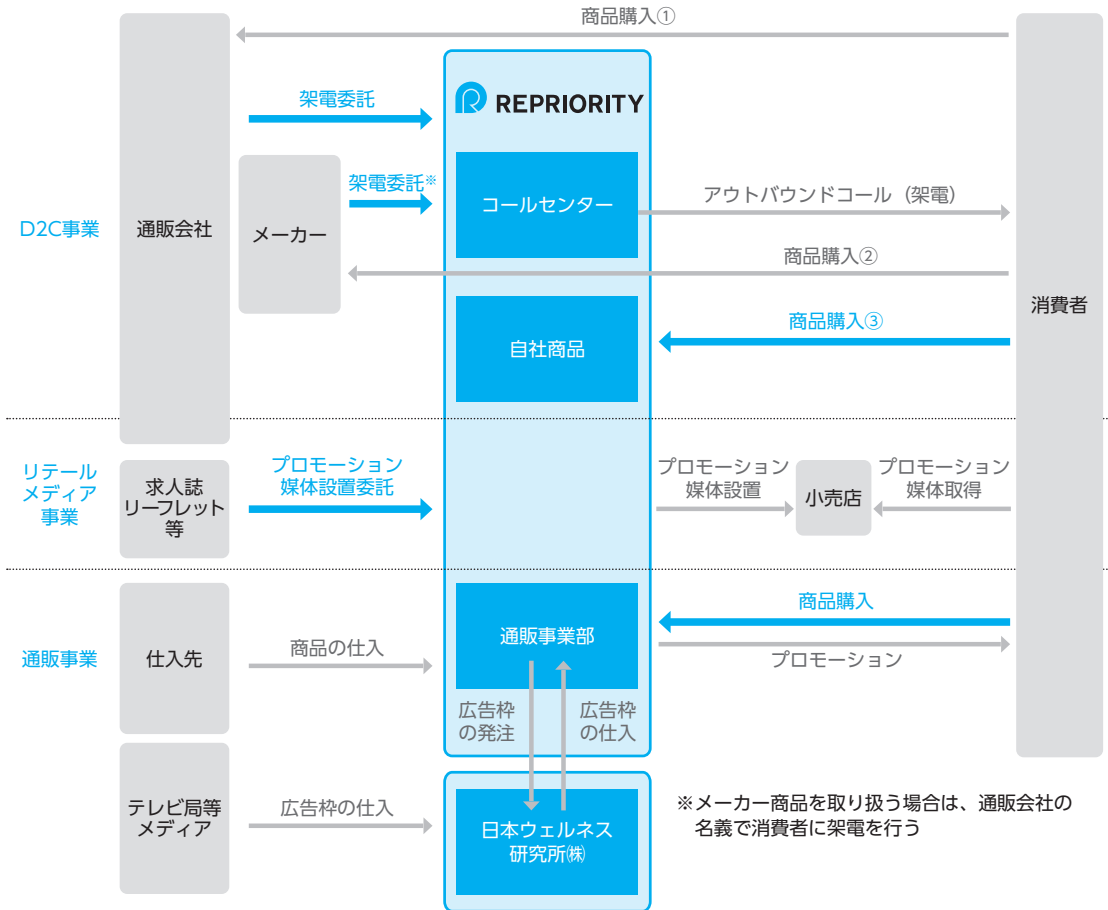 商品購入①
架電委託
REPRIORITY
架電委託※
コールセンター
アウトバウンドコール（架電）
D2C事業
通販会社
メーカー
商品購入②
消費者
商品購入③
自社商品
リテール
メディア
事業
求人誌
リーフレット
等
プロモーション
媒体設置委託
プロモーション
媒体設置
小売店
プロモーション
媒体取得
通販事業
仕入先
商品の仕入
通販事業部
商品購入
プロモーション
広告枠
の発注
広告枠
の仕入
テレビ局等
メディア
広告枠の仕入
日本ウェルネス
研究所㈱
※メーカー商品を取り扱う場合は、通販会社の
名義で消費者に架電を行う